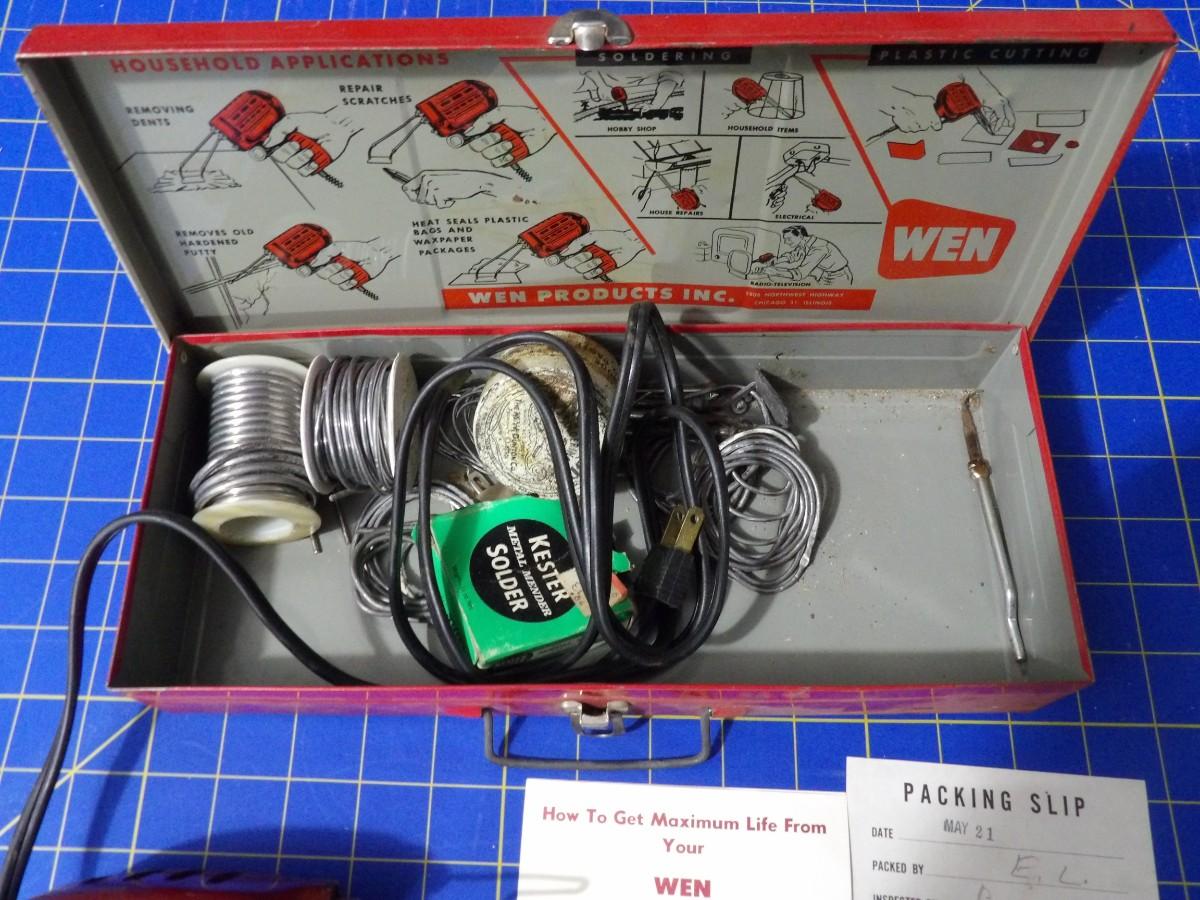 HOUSEHOLD APPLICATIONS
REMOVING
DENTS
REPAIR
SCRATCHES
REMOVES OLD
HARDENED
PUTTY
HEAT SEALS PLASTIC
BAGS AND
WAXPAPER
PACKAGES
SOLDERING
HOBBY SHOP
HOUSEHOLD ITEMS
HOUSE REPAIRS
ELECTRICAL
RADIO-TELEVISION
PLASTIC CUTTING
WEN
WEN PRODUCTS INC.
NORTHWEST HIGHWAY
CHICAGO 31, ILLINOIS
KESTER
METAL MENDER
SOLDER
How To Get Maximum Life From
Your
WEN
PACKING SLIP
DATE MAY 21
PACKED BY E. L.